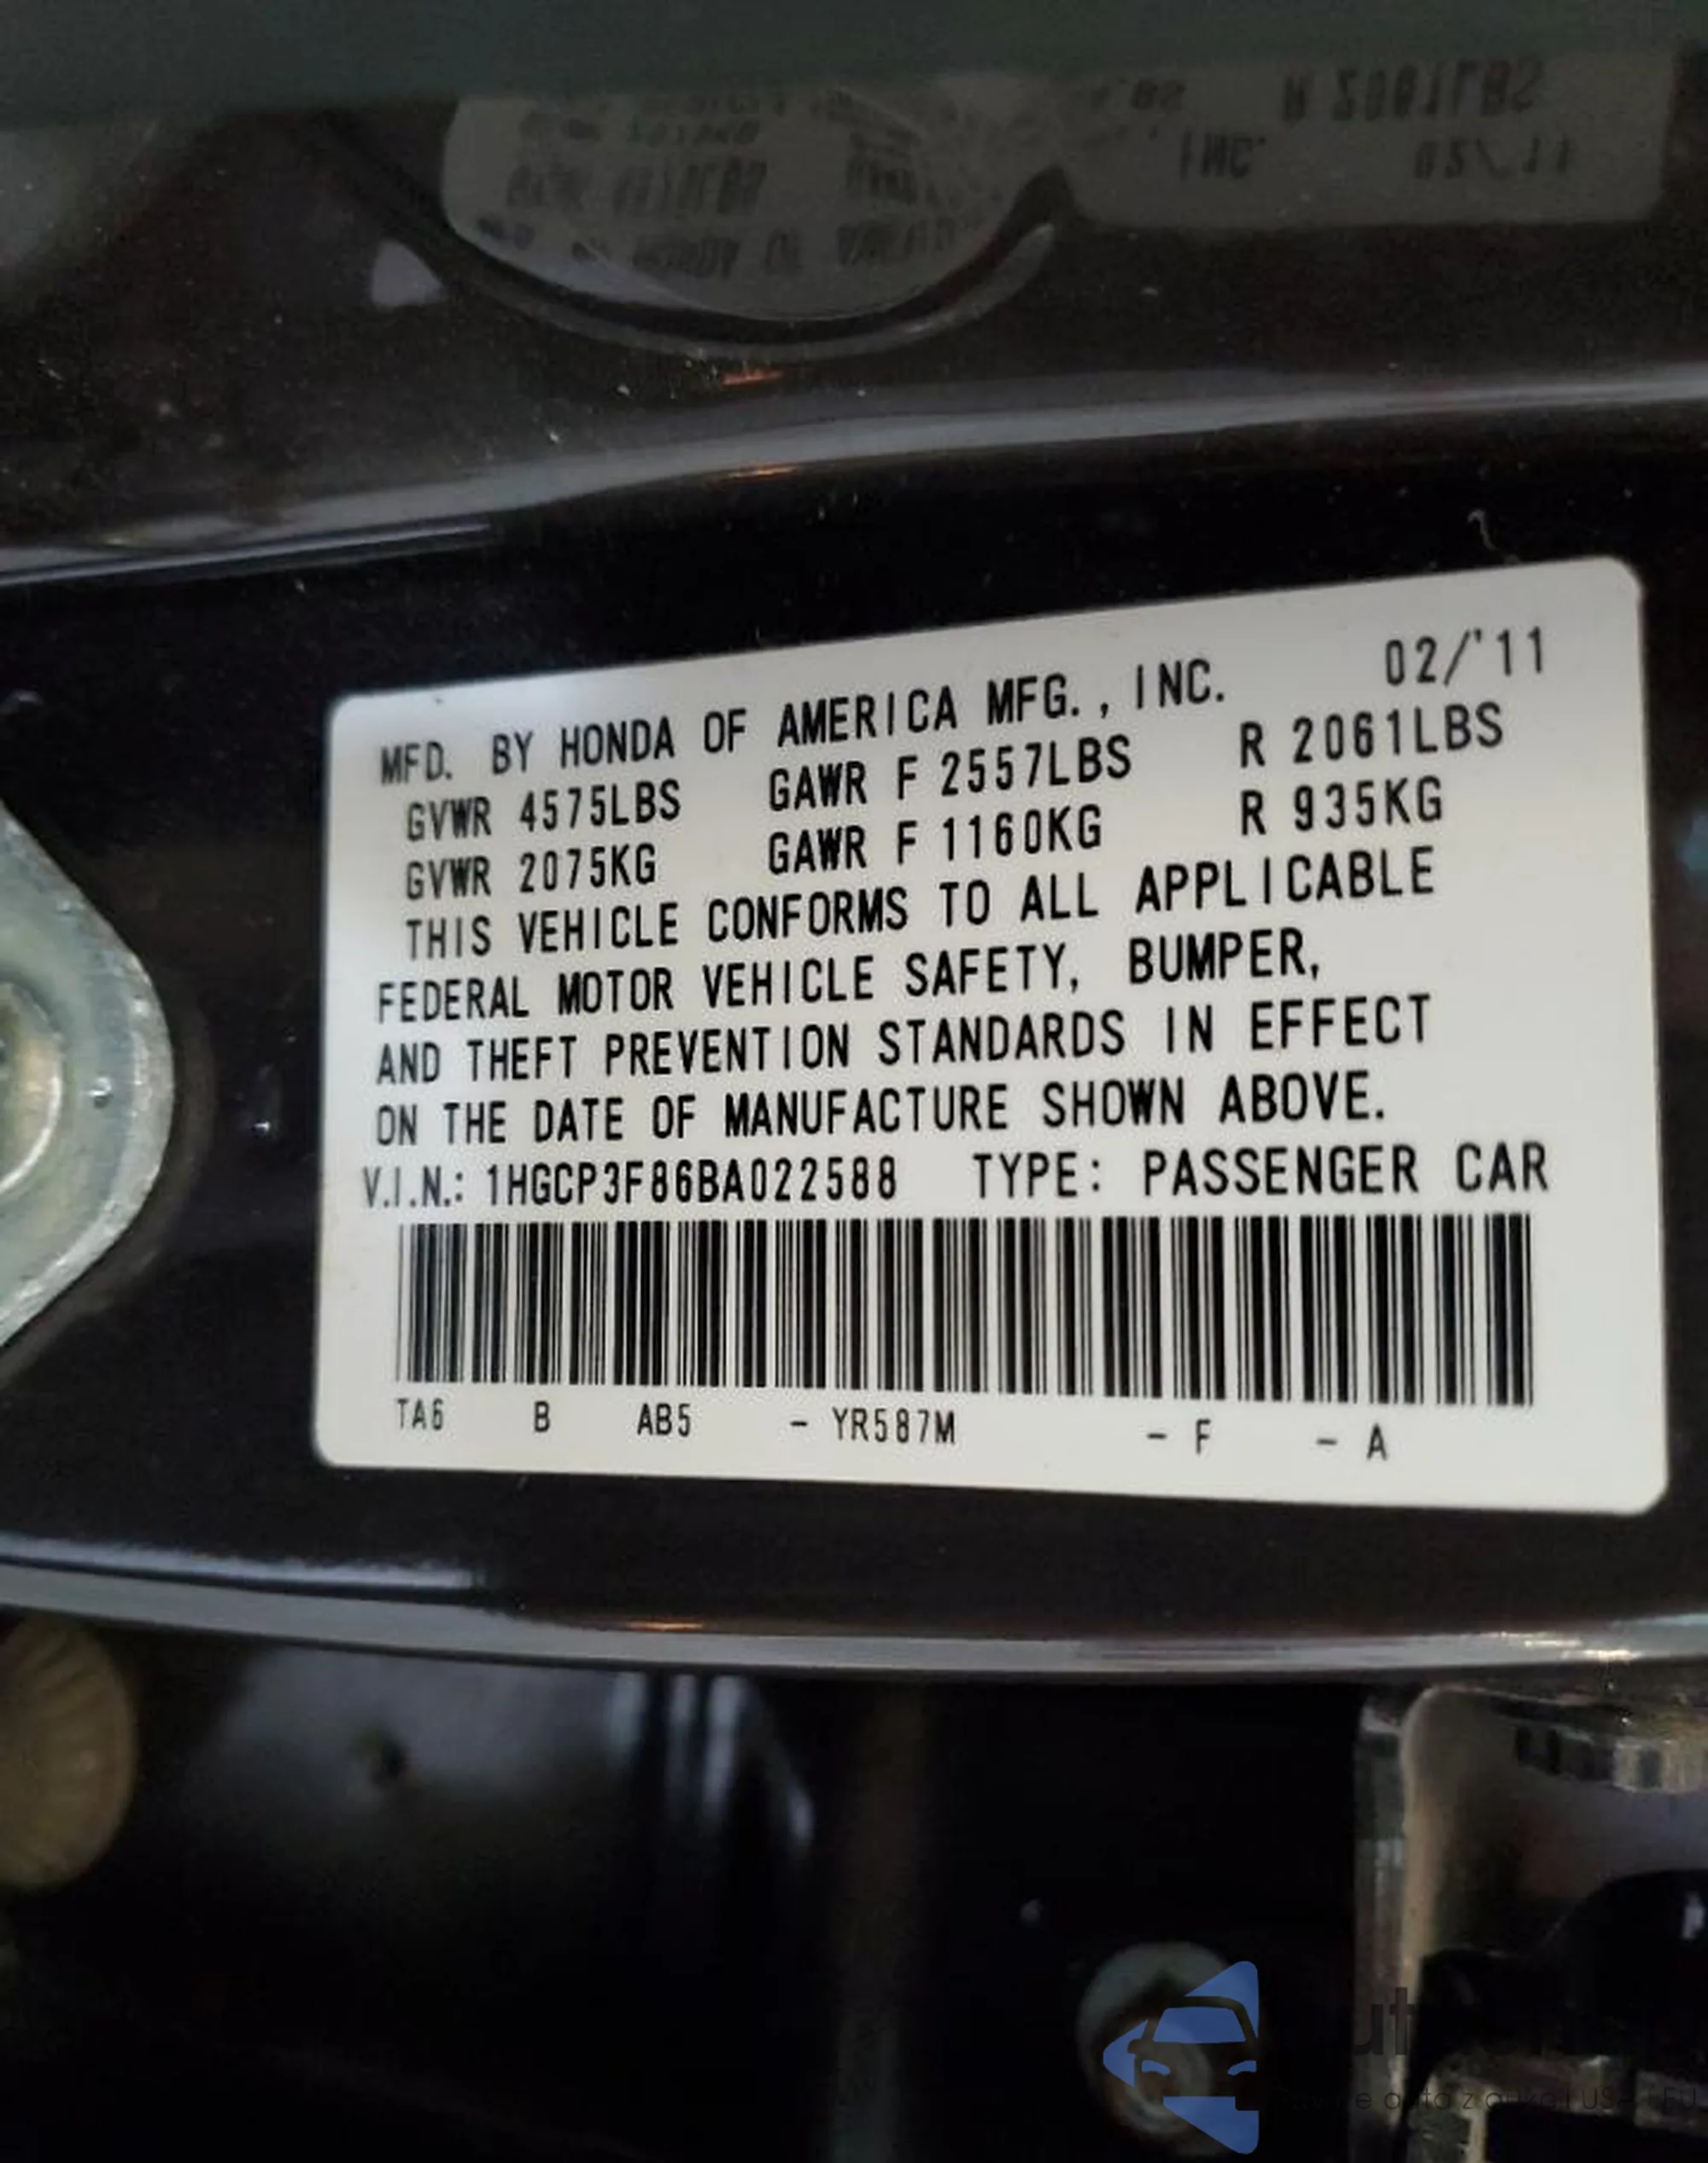 MFD. BY HONDA OF AMERICA MFG., INC. 02/'11
GVWR 4575LBS GAWR F 2557LBS R 2061LBS
GVWR 2075KG GAWR F 1160KG R 935KG
THIS VEHICLE CONFORMS TO ALL APPLICABLE
FEDERAL MOTOR VEHICLE SAFETY, BUMPER,
AND THEFT PREVENTION STANDARDS IN EFFECT
ON THE DATE OF MANUFACTURE SHOWN ABOVE.
V.I.N.: 1HGCP3F86BA022588 TYPE: PASSENGER CAR
TA6 B AB5 - YR587M - F - A